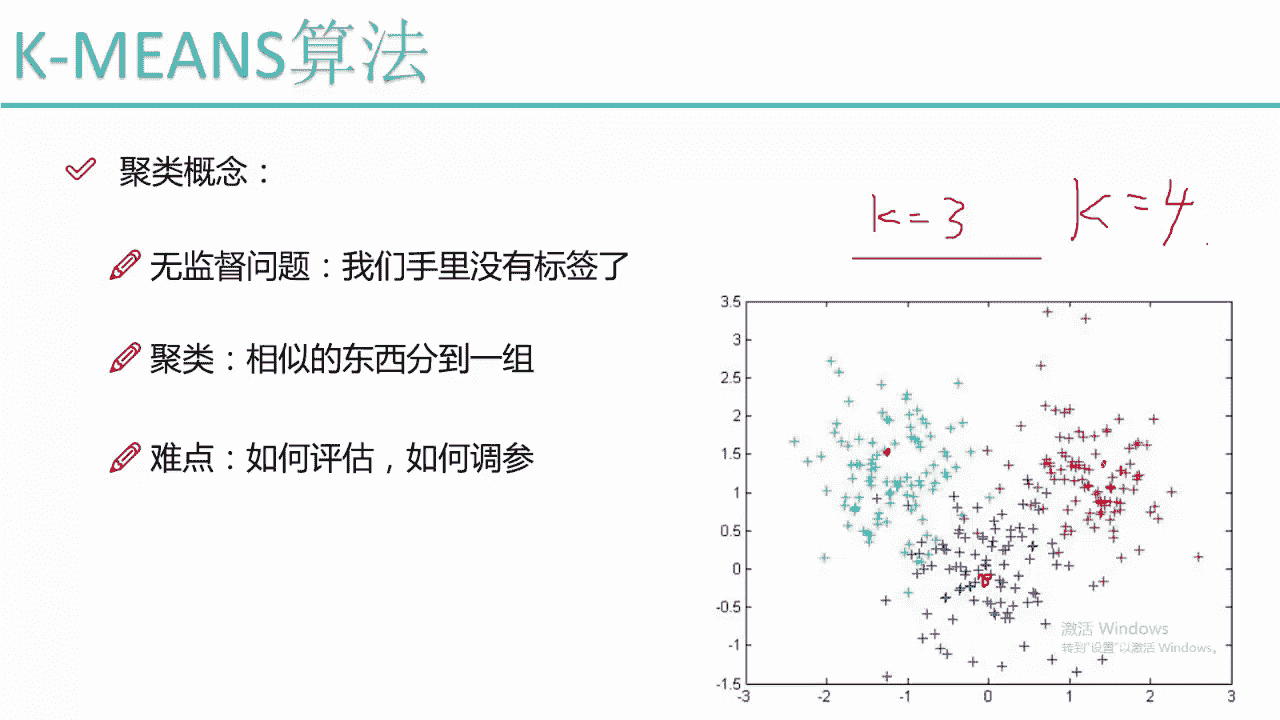 K-MEANS算法
聚类概念：
无监督问题：我们手里没有标签了
聚类：相似的东西分到一组
难点：如何评估，如何调参
k=3
K=4
3.5
3
2.5
2
1.5
1
0.5
0
-0.5
-1
-1.5
-3 -2 -1 0 1 2 3
激活 Windows
转到"设置"以激活 Windows。